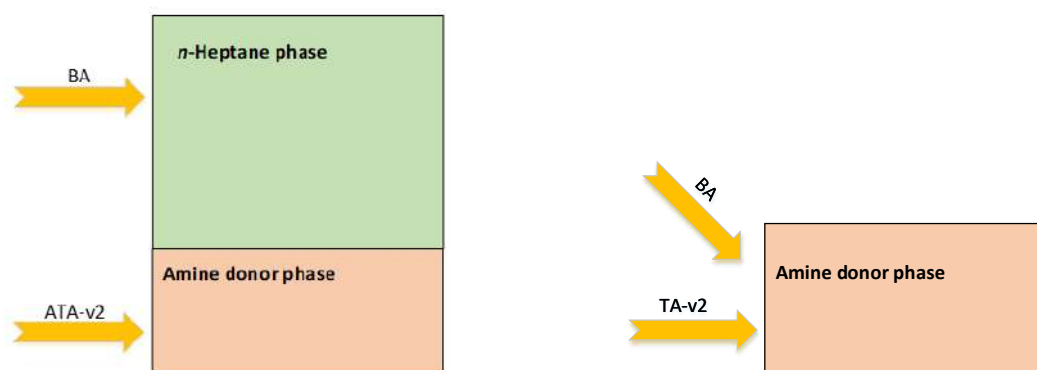 n-Heptane phase
BA
Amine donor phase
ATA-v2
BA
Amine donor phase
TA-v2